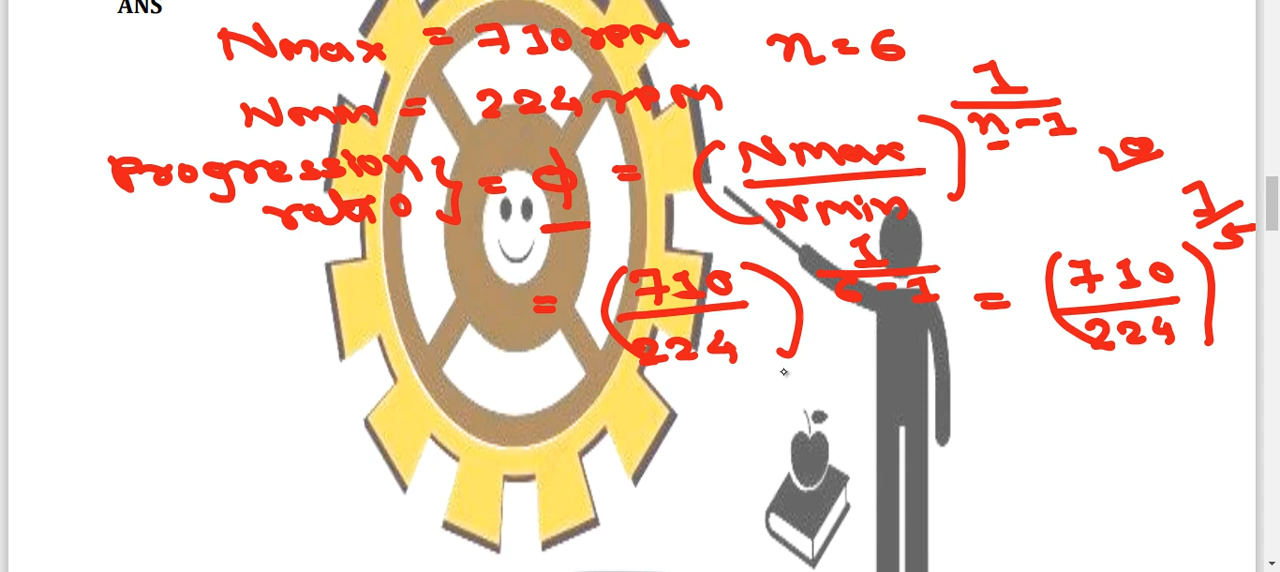 ANS
Nmax = 710 rpm n = 6
Nmin = 224 rpm
Progression ratio } = ϕ = (Nmax / Nmin)^(1 / n-1)
= (710 / 224)^(1 / 6-1) = (710 / 224)^(1/5)